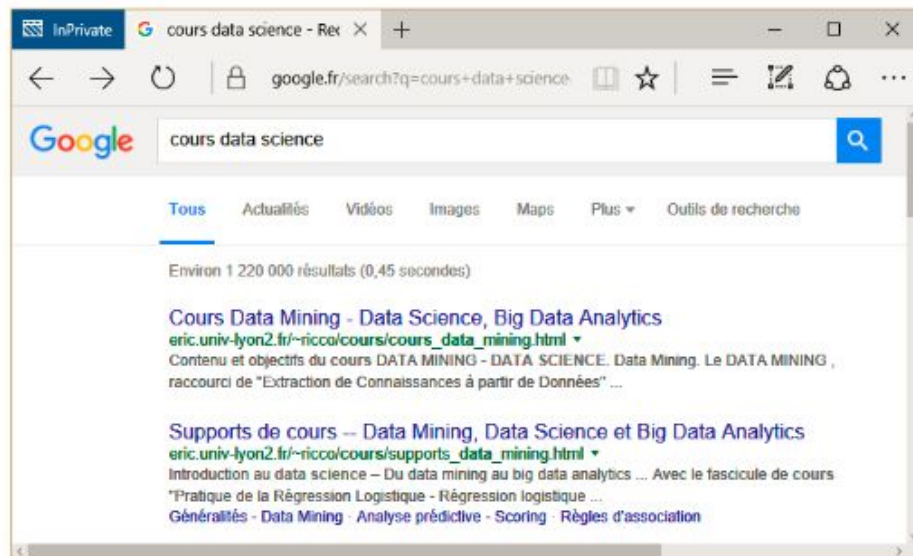 InPrivate
cours data science - Rec
google.fr/search?q=cours+data+science
Google
cours data science
Tous Actualités Vidéos Images Maps Plus Outils de recherche
Environ 1 220 000 résultats (0,45 secondes)
Cours Data Mining - Data Science, Big Data Analytics
eric.univ-lyon2.fr/~ricco/cours/cours_data_mining.html
Contenu et objectifs du cours DATA MINING - DATA SCIENCE. Data Mining. Le DATA MINING ,
raccourci de "Extraction de Connaissances à partir de Données" ...
Supports de cours -- Data Mining, Data Science et Big Data Analytics
eric.univ-lyon2.fr/~ricco/cours/supports_data_mining.html
Introduction au data science – Du data mining au big data analytics ... Avec le fascicule de cours
"Pratique de la Régression Logistique - Régression logistique ...
Généralités - Data Mining · Analyse prédictive - Scoring · Règles d'association